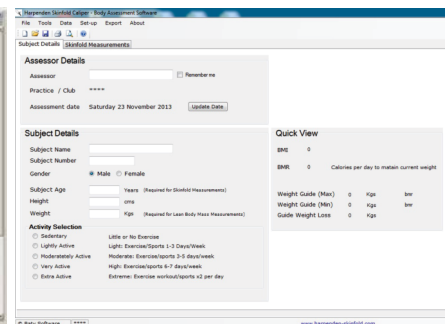 Harpenden Skinfold Caliper - Body Assessment Software
File Tools Data Set-up Export About
Subject Details Skinfold Measurements
Assessor Details
Assessor Remember me
Practice / Club ****
Assessment date Saturday 23 November 2013 Update Date
Subject Details
Subject Name
Subject Number
Gender Male Female
Subject Age Years (Required for Skinfold Measurements)
Height cms
Weight Kgs (Required for Lean Body Mass Measurements)
Activity Selection
Sedentary Little or No Exercise
Lightly Active Light: Exercise/Sports 1-3 Days/Week
Moderatately Active Moderate: Exercise/sports 3-5 days/week
Very Active High: Exercise/sports 6-7 days/week
Extra Active Extreme: Exercise workout/sports x2 per day
Quick View
BMI 0
BMR 0 Calories per day to matain current weight
Weight Guide (Max) 0 Kgs bmr
Weight Guide (Min) 0 Kgs bmr
Guide Weight Loss 0 Kgs
© Baty Software **** www.harpenden-skinfold.com